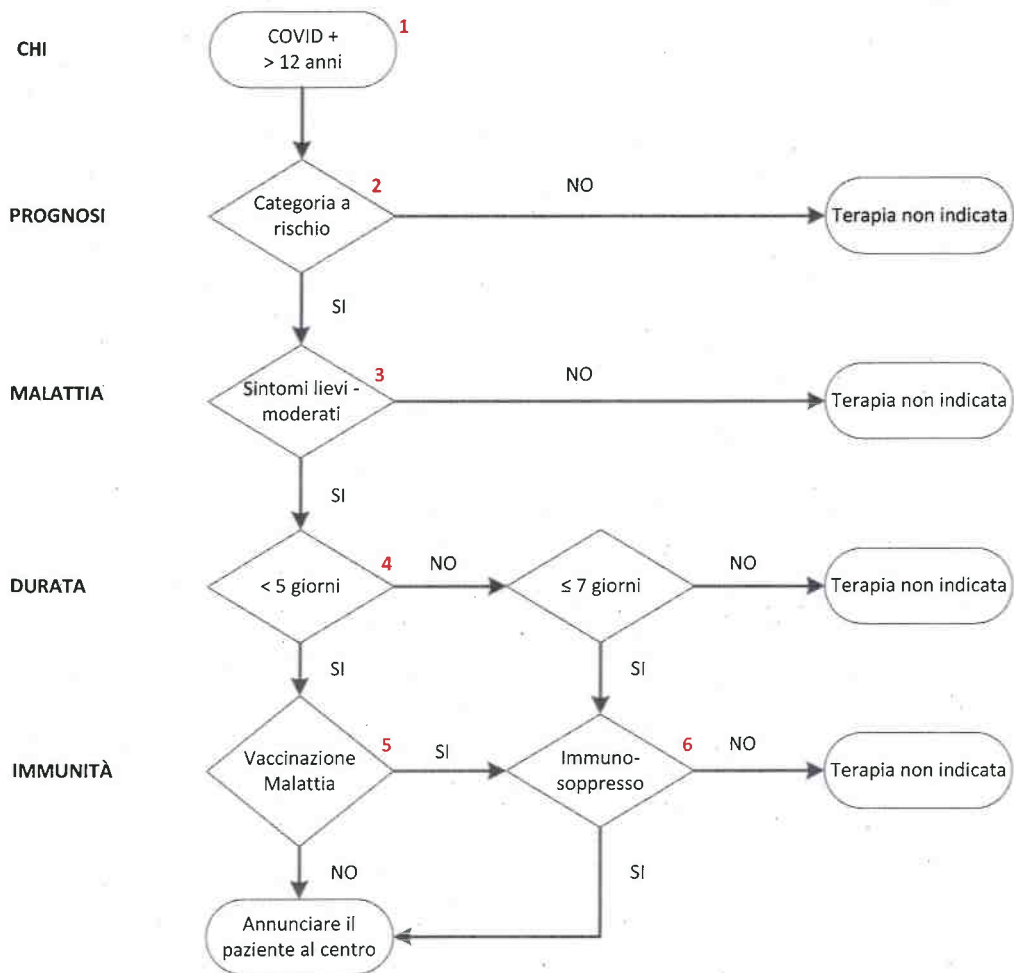 CHI
COVID +
> 12 anni
1
PROGNOSI
Categoria a
rischio
2
NO
Terapia non indicata
SI
MALATTIA
Sintomi lievi -
moderati
3
NO
Terapia non indicata
SI
DURATA
< 5 giorni
4
NO
≤ 7 giorni
NO
Terapia non indicata
SI
SI
IMMUNITÀ
Vaccinazione
Malattia
5
SI
Immuno-
soppresso
6
NO
Terapia non indicata
NO
SI
Annunciare il
paziente al centro